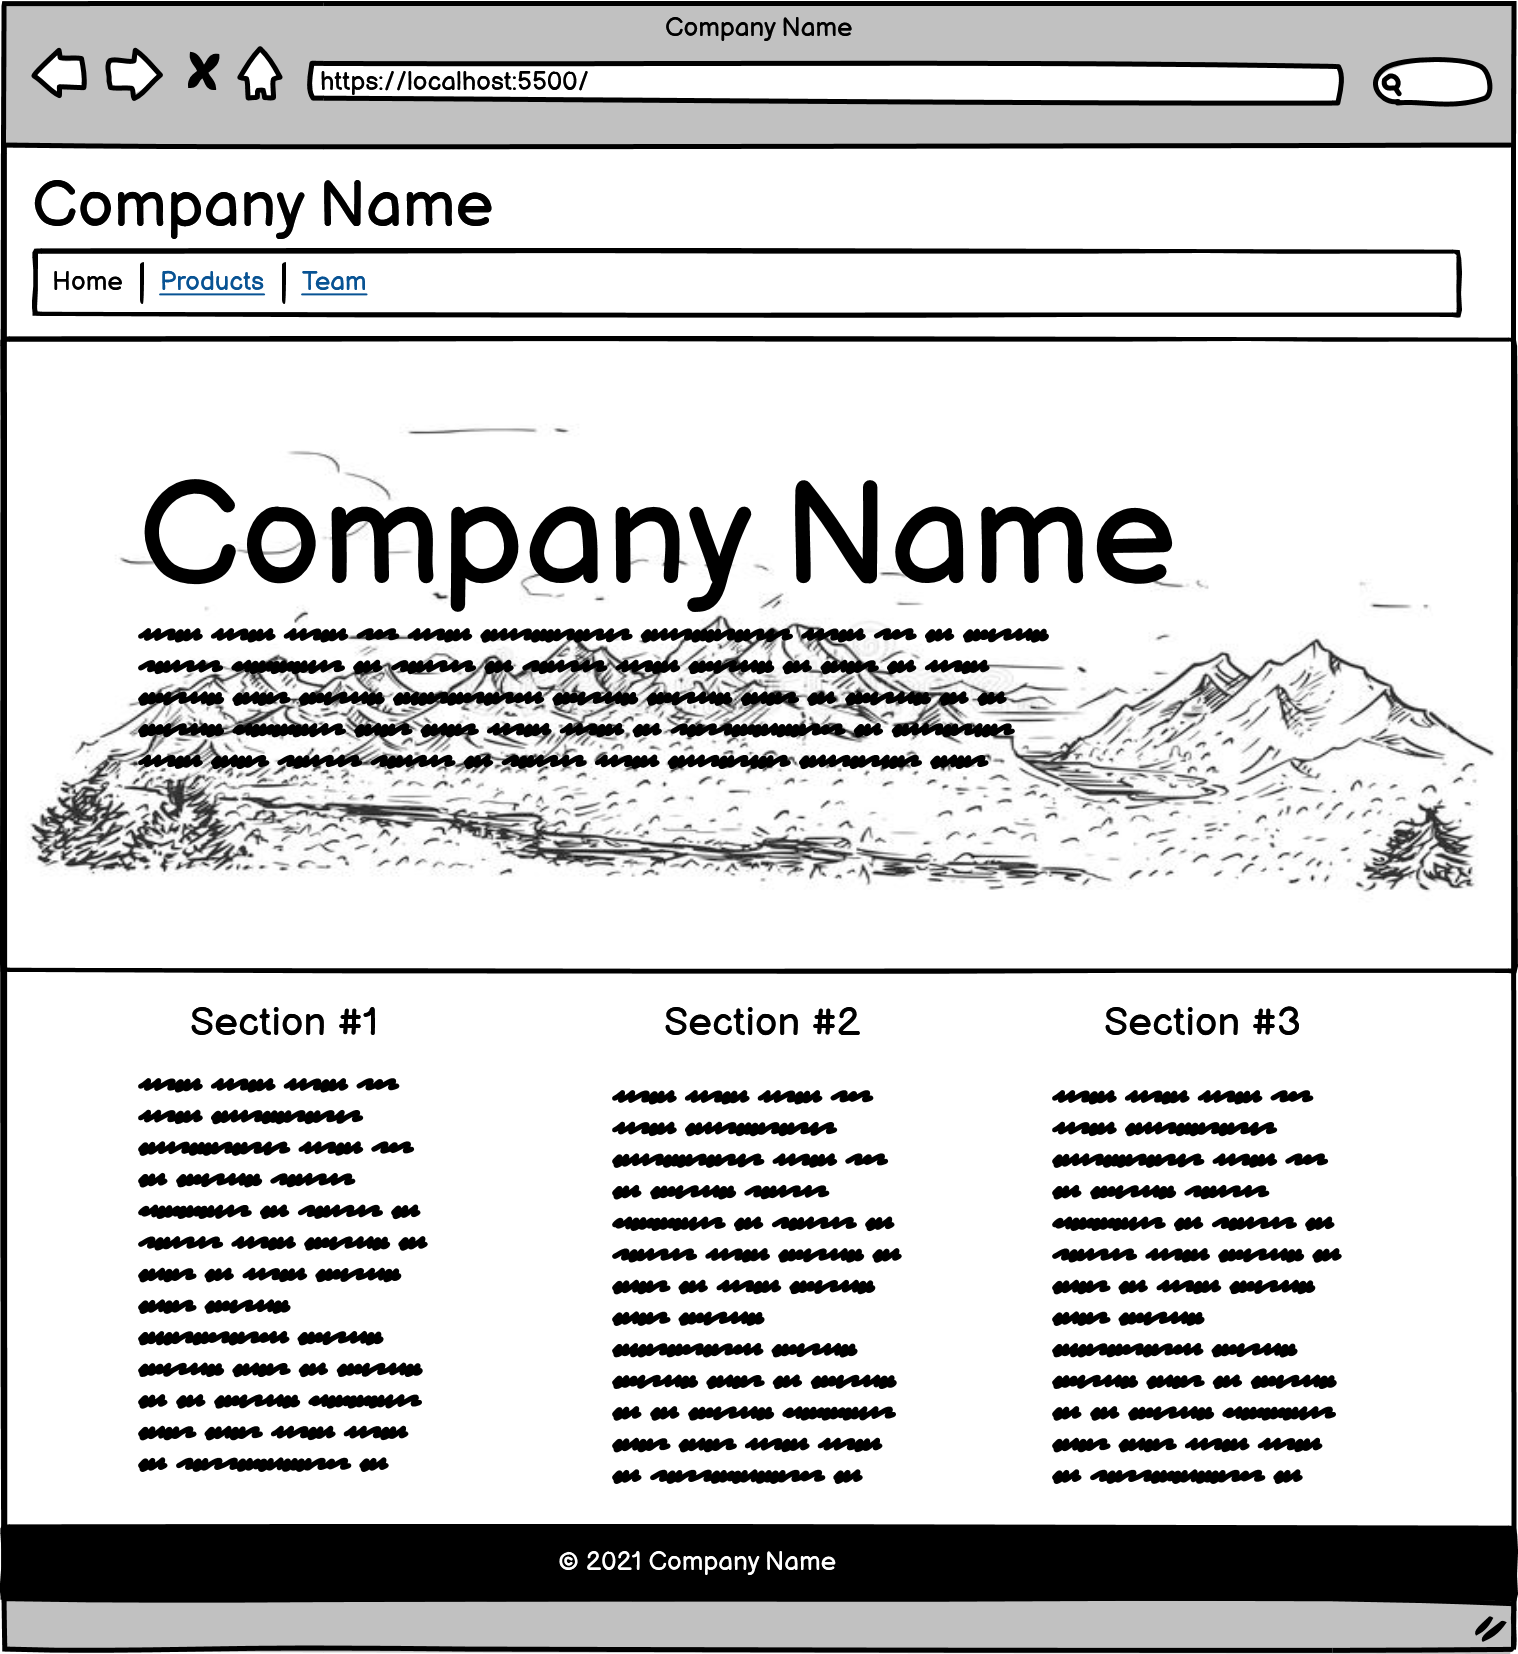 Company Name
https://localhost:5500/
Company Name
Home Products Team
Company Name
Section #1 Section #2 Section #3
© 2021 Company Name